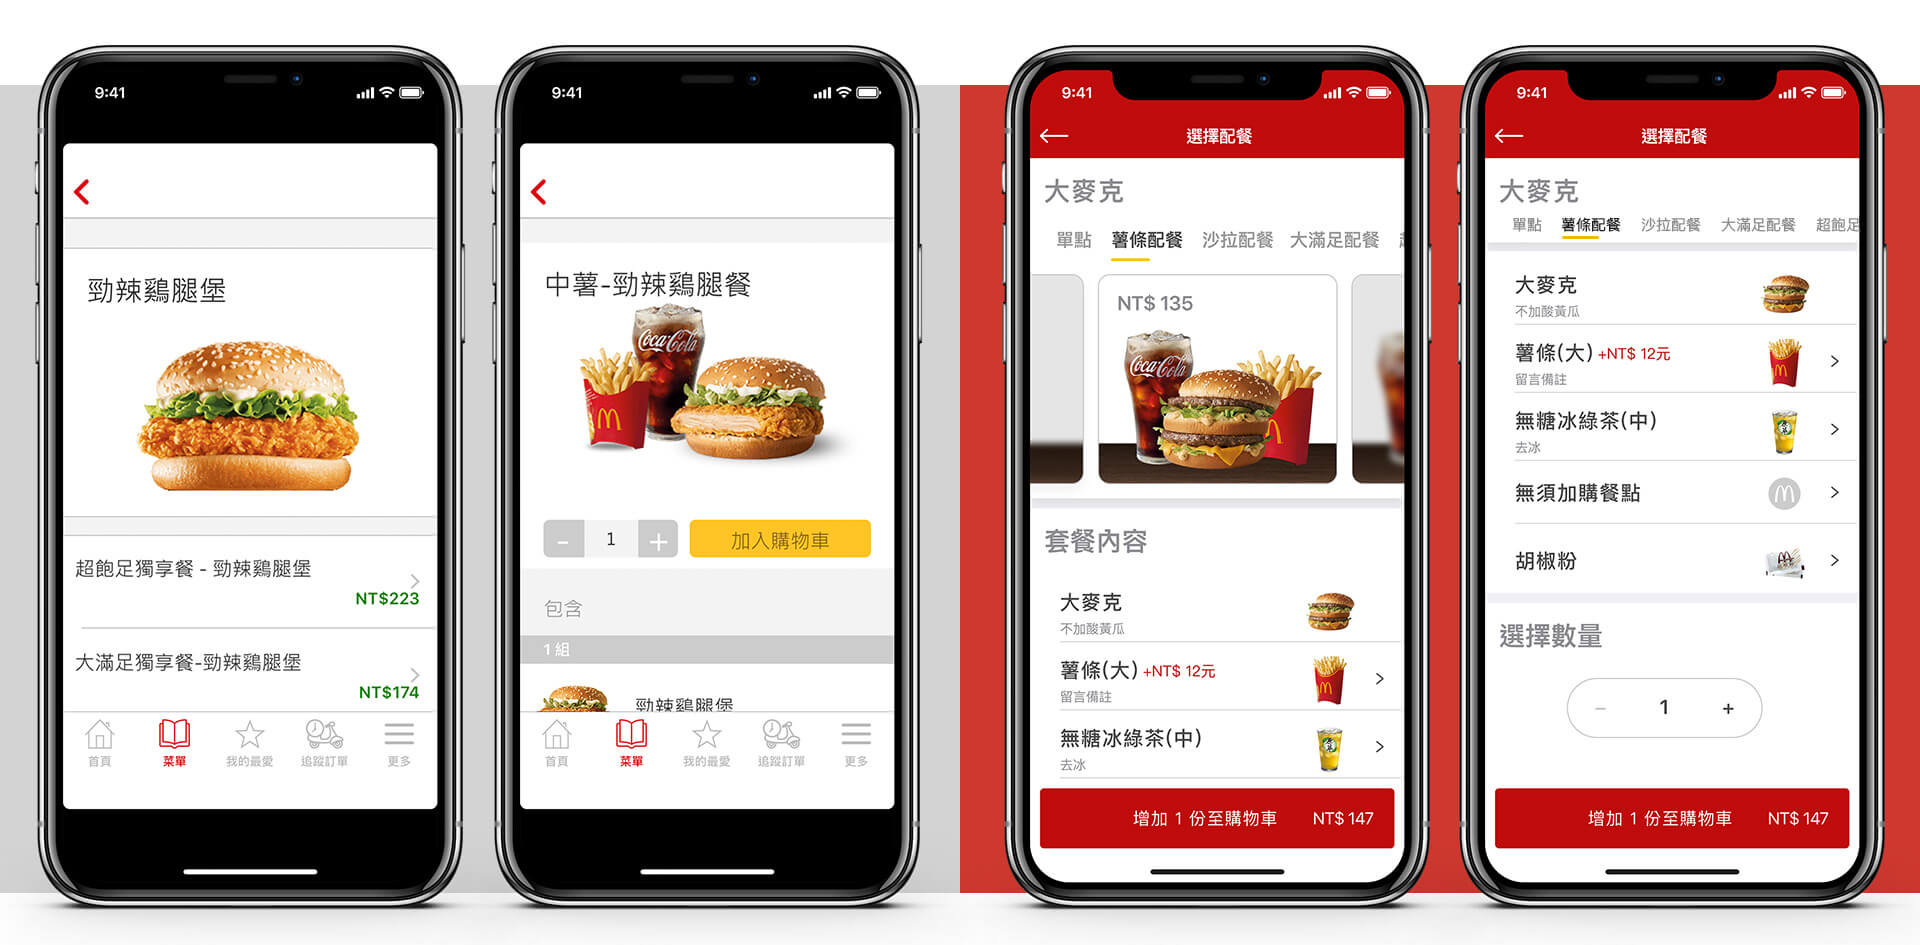 9:41
勁辣鷄腿堡
超飽足獨享餐 - 勁辣鷄腿堡
NT$223
大滿足獨享餐-勁辣鷄腿堡
NT$174
首頁
菜單
我的最愛
追蹤訂單
更多
9:41
中薯-勁辣鷄腿餐
Coca-Cola
- 1 +
加入購物車
包含
1 組
勁辣鷄腿堡
首頁
菜單
我的最愛
追蹤訂單
更多
9:41
選擇配餐
大麥克
單點 薯條配餐 沙拉配餐 大滿足配餐
NT$ 135
Coca-Cola
套餐內容
大麥克
不加酸黃瓜
薯條(大) +NT$ 12元
留言備註
無糖冰綠茶(中)
去冰
增加 1 份至購物車 NT$ 147
9:41
選擇配餐
大麥克
單點 薯條配餐 沙拉配餐 大滿足配餐 超飽足
大麥克
不加酸黃瓜
薯條(大) +NT$ 12元
留言備註
無糖冰綠茶(中)
去冰
無須加購餐點
胡椒粉
選擇數量
− 1 +
增加 1 份至購物車 NT$ 147